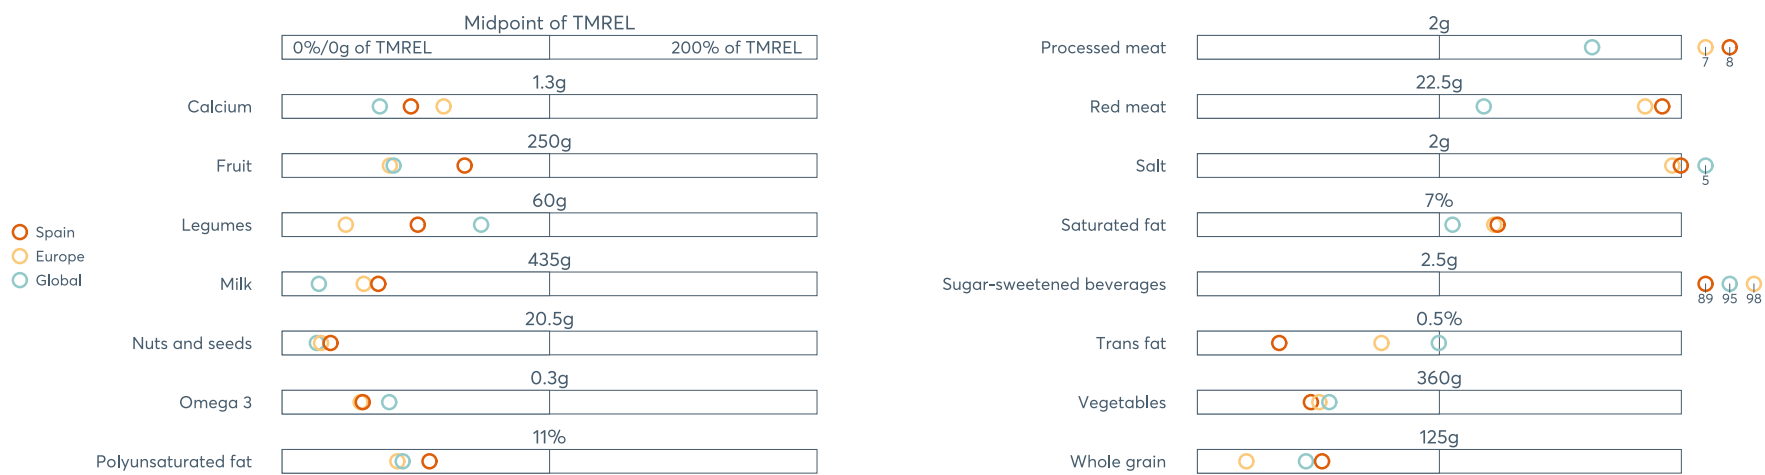 Midpoint of TMREL
0%/0g of TMREL 200% of TMREL
1.3g
Calcium
250g
Fruit
60g
Legumes
435g
Milk
20.5g
Nuts and seeds
0.3g
Omega 3
11%
Polyunsaturated fat
Spain
Europe
Global
2g
Processed meat
7 8
22.5g
Red meat
2g
Salt
5
7%
Saturated fat
2.5g
Sugar-sweetened beverages
89 95 98
0.5%
Trans fat
360g
Vegetables
125g
Whole grain